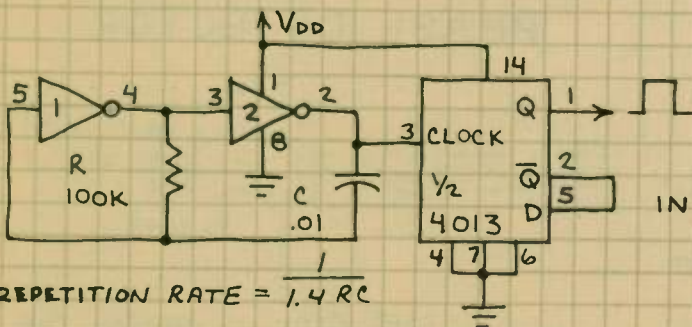 VDD
14
5 1 4 3 2 1 2 Q 1
8 3 CLOCK
R
100K C .01 1/2 Q̅ 2
4013 D 5 IN
4 7 6
REPETITION RATE = 1/1.4 RC